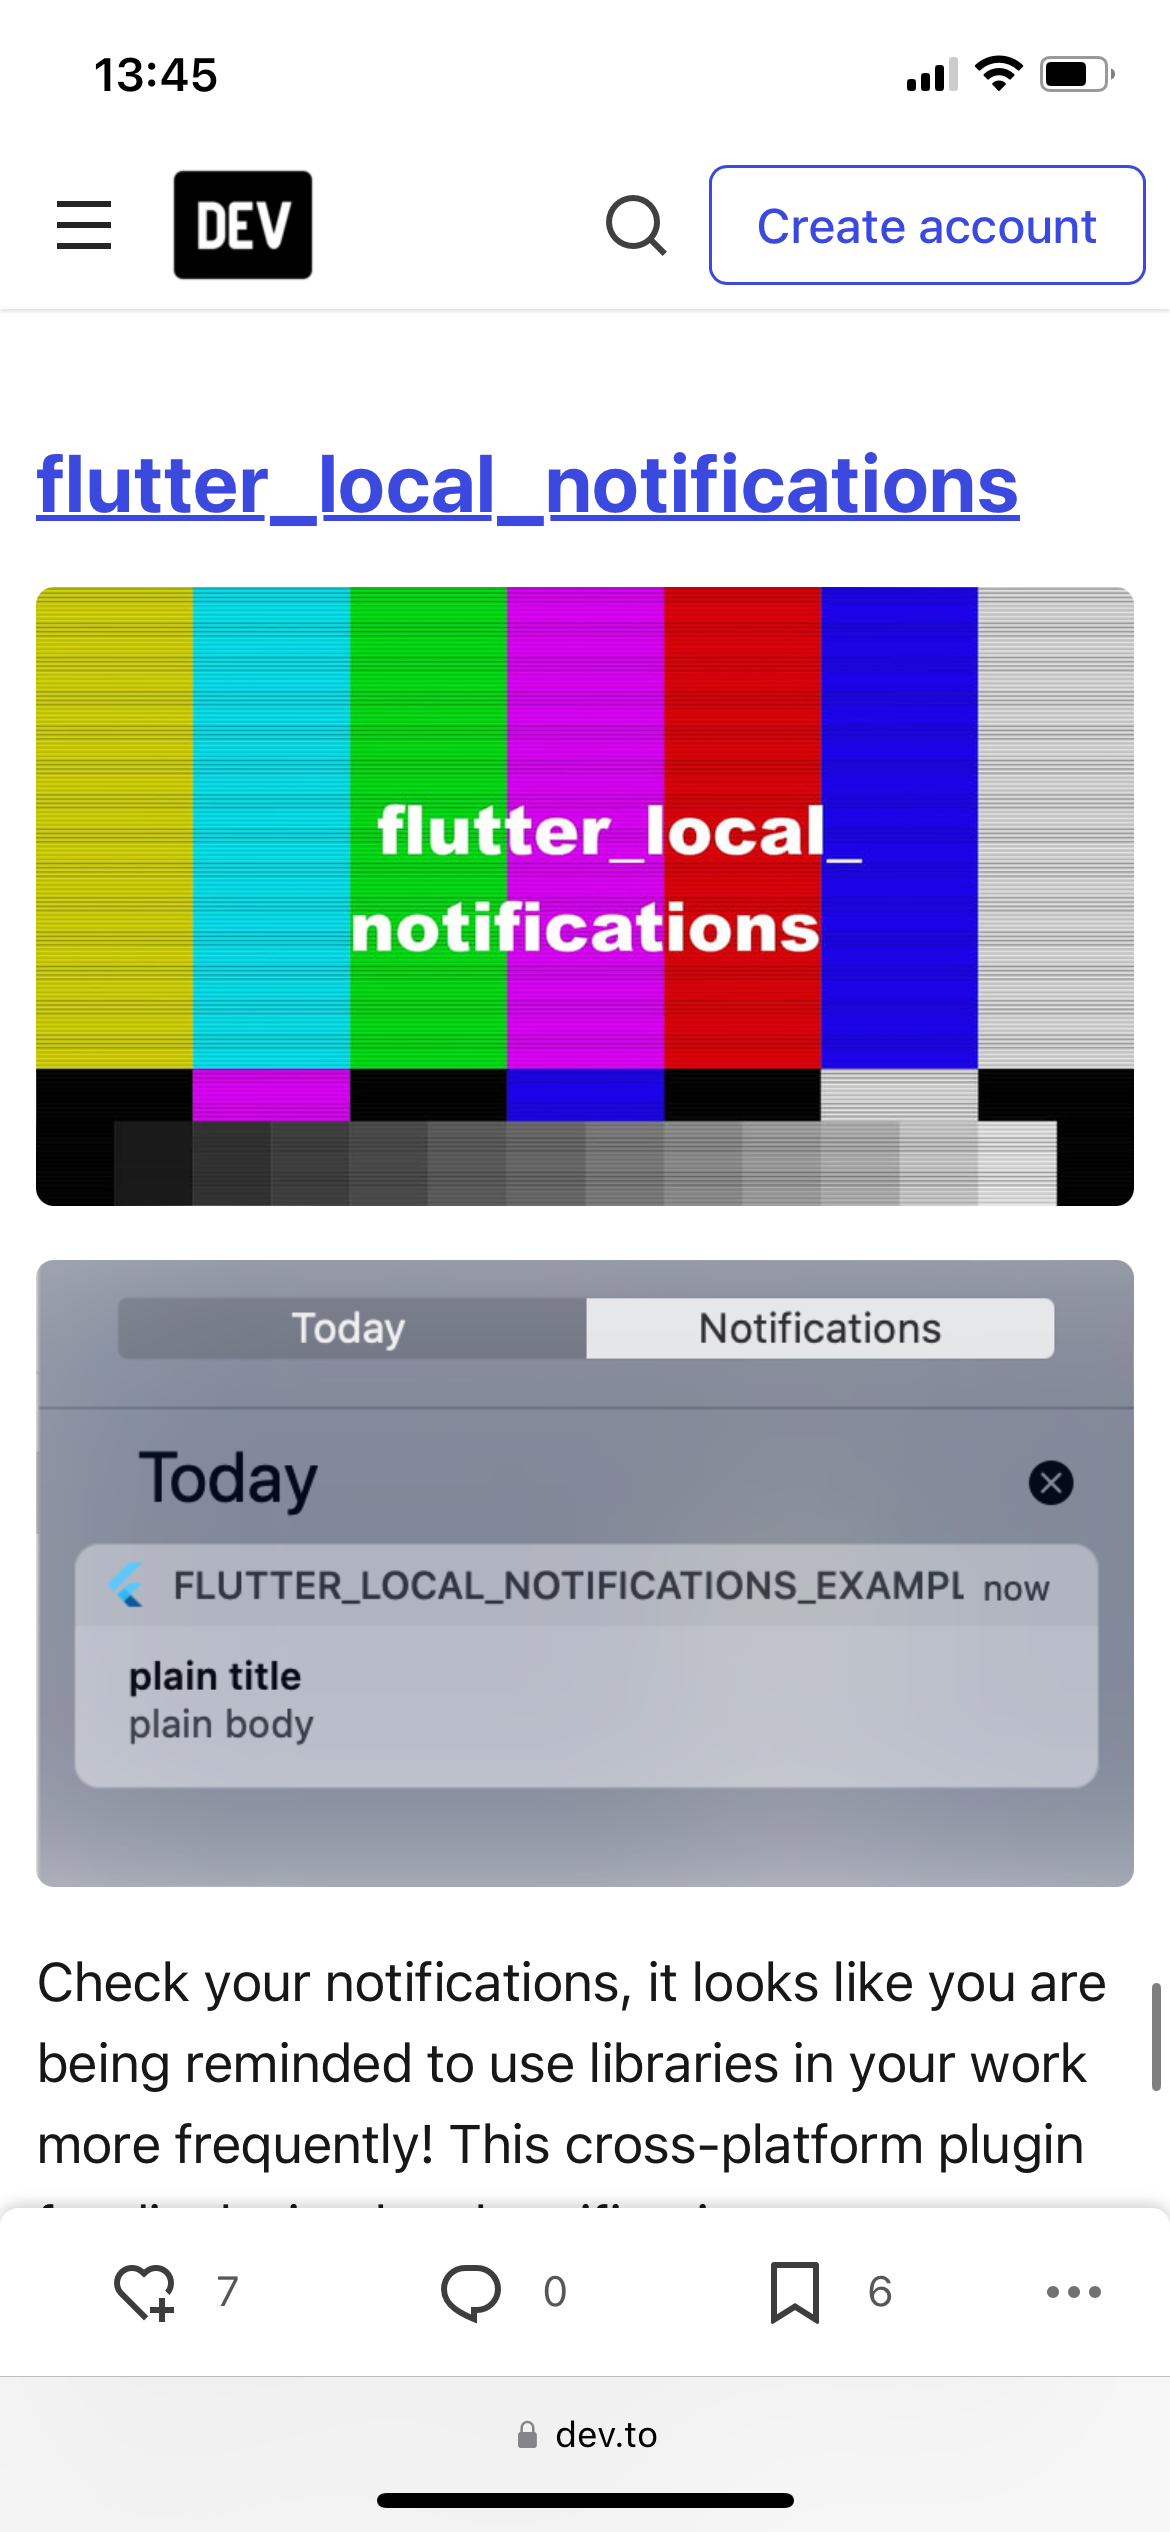 13:45
DEV
Create account
flutter_local_notifications
flutter_local_
notifications
Today
Notifications
Today
FLUTTER_LOCAL_NOTIFICATIONS_EXAMPL now
plain title
plain body
Check your notifications, it looks like you are
being reminded to use libraries in your work
more frequently! This cross-platform plugin
7
0
6
dev.to